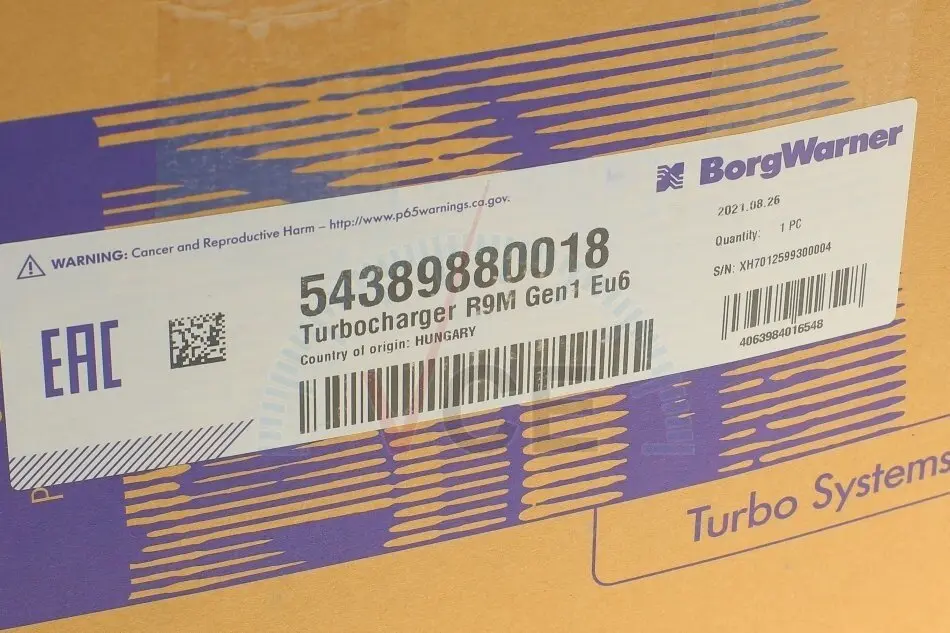 BorgWarner
2021.08.26
Quantity: 1 PC
S/N: XH7012599300004
4063984016548
WARNING: Cancer and Reproductive Harm – http://www.p65warnings.ca.gov.
54389880018
Turbocharger R9M Gen1 Eu6
Country of origin: HUNGARY
EAC
VCE
Turbo Systems